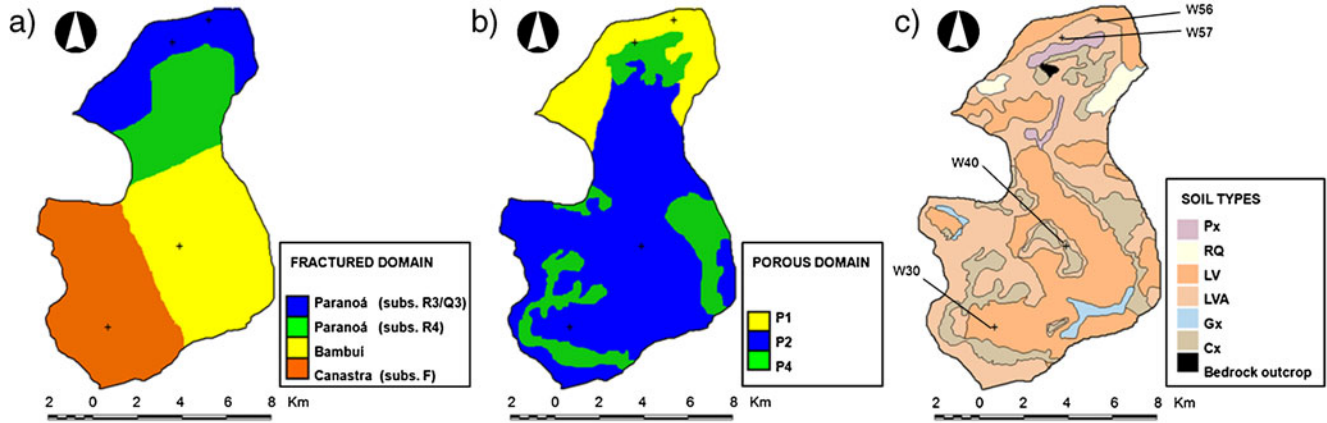 a)
FRACTURED DOMAIN
Paranoá (subs. R3/Q3)
Paranoá (subs. R4)
Bambuí
Canastra (subs. F)
2 0 2 4 6 8 Km
b)
POROUS DOMAIN
P1
P2
P4
2 0 2 4 6 8 Km
c)
W56
W57
W40
W30
SOIL TYPES
Px
RQ
LV
LVA
Gx
Cx
Bedrock outcrop
2 0 2 4 6 8 Km